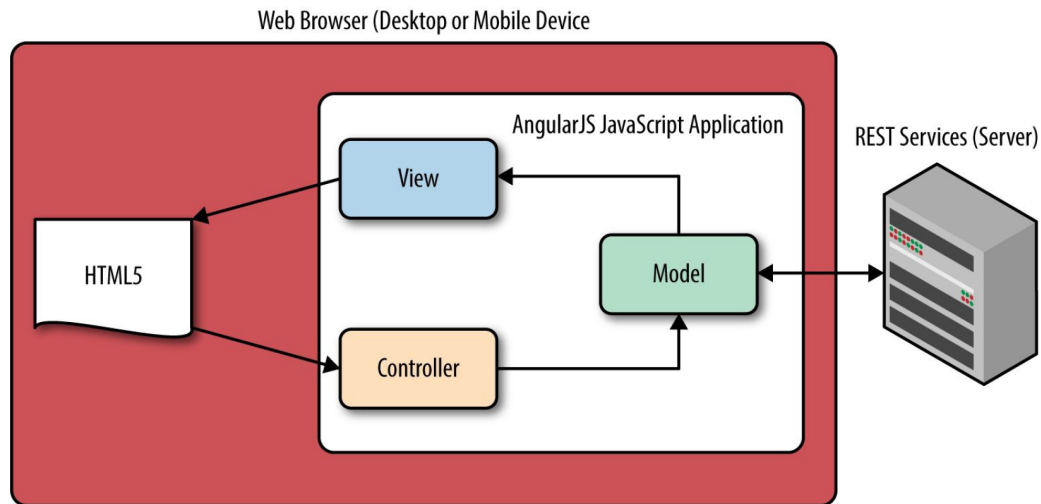 Web Browser (Desktop or Mobile Device
AngularJS JavaScript Application
REST Services (Server)
View
HTML5
Model
Controller